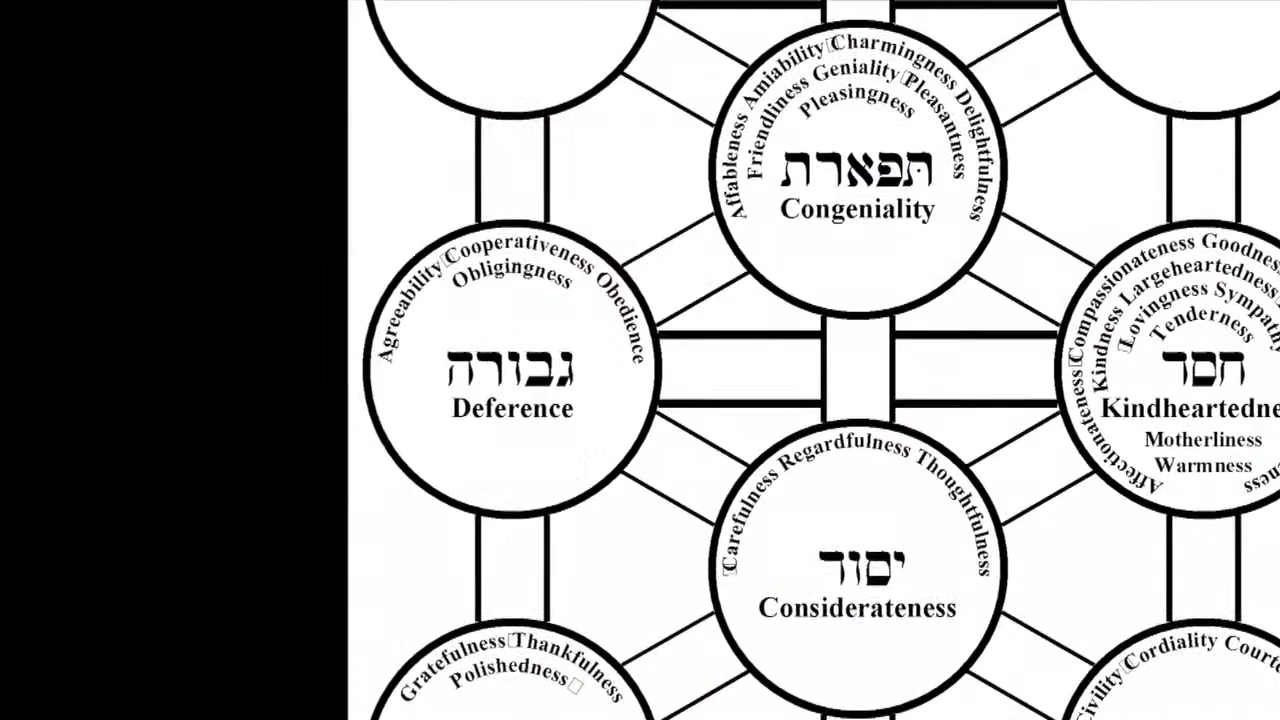 Affableness Amiability Charmingness Delightfulness
Friendliness Geniality Pleasantness
Pleasingness
תפארת
Congeniality
Agreeability Cooperativeness Obedience
Obligingness
גבורה
Deference
Affectionateness Compassionateness Goodness
Kindness Largeheartedness
Lovingness Sympathy
Tenderness
חסד
Kindheartedne
Motherliness
Warmness
Carefulness Regardfulness Thoughtfulness
יסוד
Considerateness
Gratefulness Thankfulness
Polishedness
Civility Cordiality